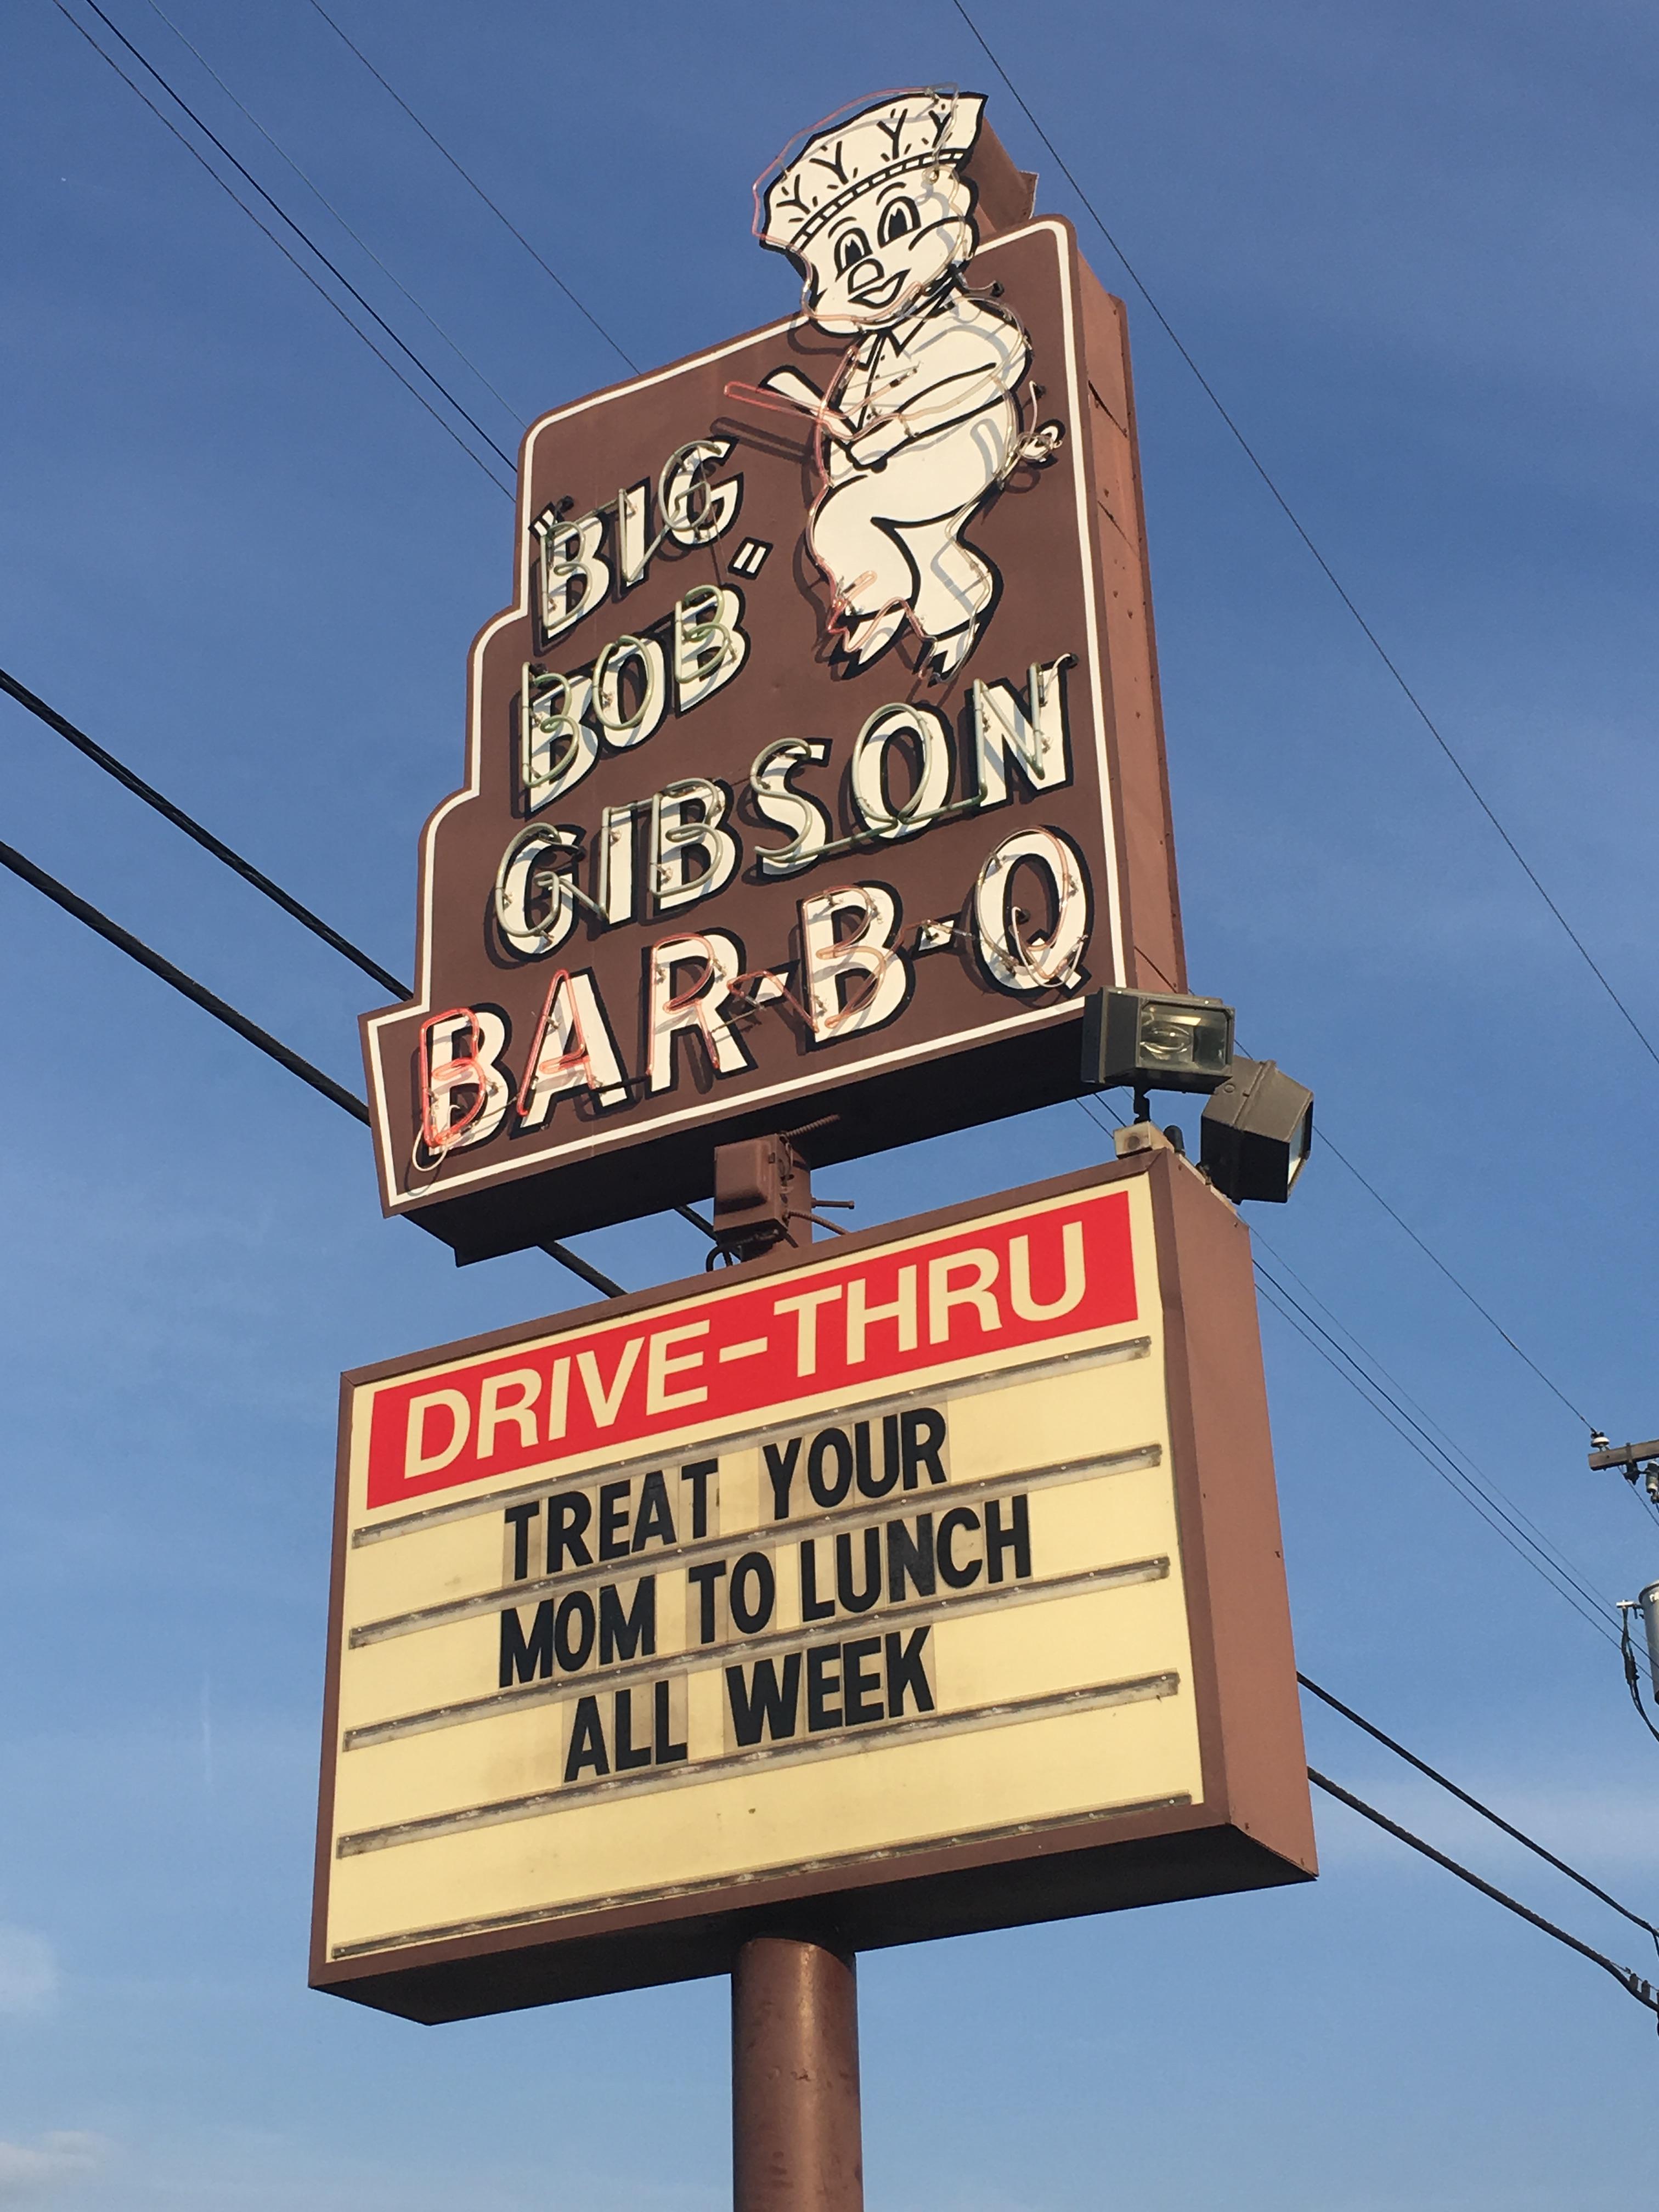 "BIG
BOB"
GIBSON
BAR-B-Q
DRIVE-THRU
TREAT YOUR
MOM TO LUNCH
ALL WEEK